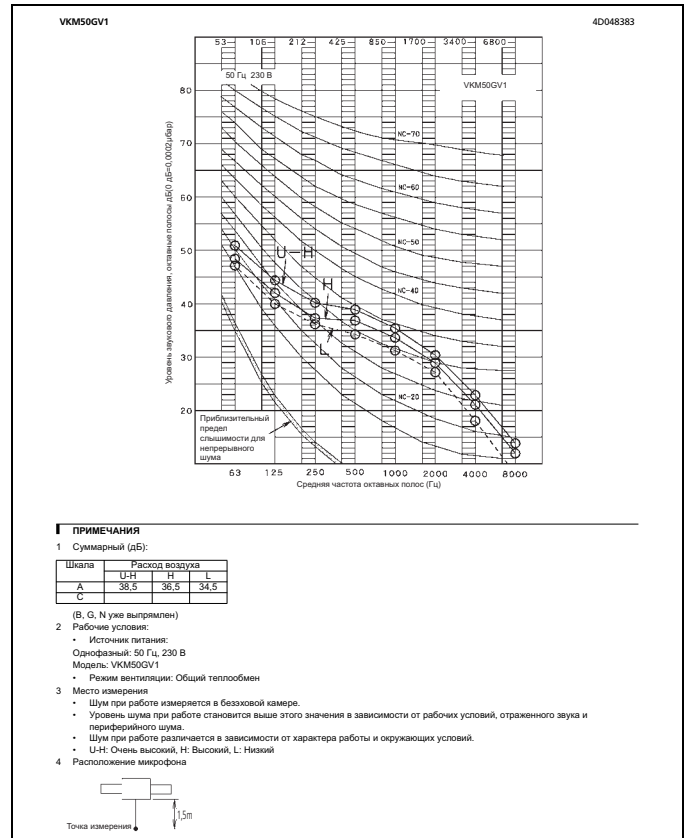 VKM50GV1
4D048383
53 106 212 425 850 1700 3400 6800
50 Гц 230 В
VKM50GV1
80
70
60
50
40
30
20
NC-70
NC-60
NC-50
NC-40
NC-20
U-H
H
L
Уровень звукового давления, октавные полосы дБ(0 дБ=0,0002μбар)
Приблизительный
предел
слышимости для
непрерывного
шума
63 125 250 500 1000 2000 4000 8000
Средняя частота октавных полос (Гц)
ПРИМЕЧАНИЯ
1 Суммарный (дБ):
Шкала Расход воздуха
U-H H L
A 38,5 36,5 34,5
C
(B, G, N уже выпрямлен)
2 Рабочие условия:
• Источник питания:
Однофазный: 50 Гц, 230 В
Модель: VKM50GV1
• Режим вентиляции: Общий теплообмен
3 Место измерения
• Шум при работе измеряется в безэховой камере.
• Уровень шума при работе становится выше этого значения в зависимости от рабочих условий, отраженного звука и
периферийного шума.
• Шум при работе различается в зависимости от характера работы и окружающих условий.
• U-H: Очень высокий, H: Высокий, L: Низкий
4 Расположение микрофона
1,5m
Точка измерения